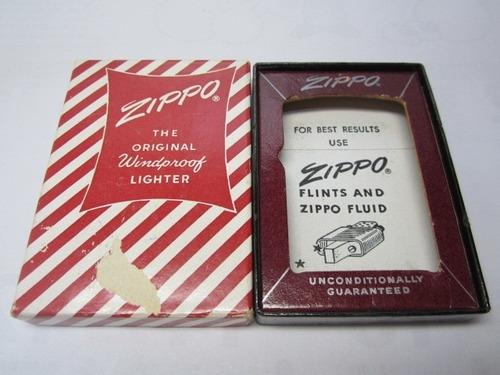 ZIPPO®
THE
ORIGINAL
Windproof
LIGHTER
ZIPPO®
FOR BEST RESULTS
USE
ZIPPO®
FLINTS AND
ZIPPO FLUID
UNCONDITIONALLY
GUARANTEED